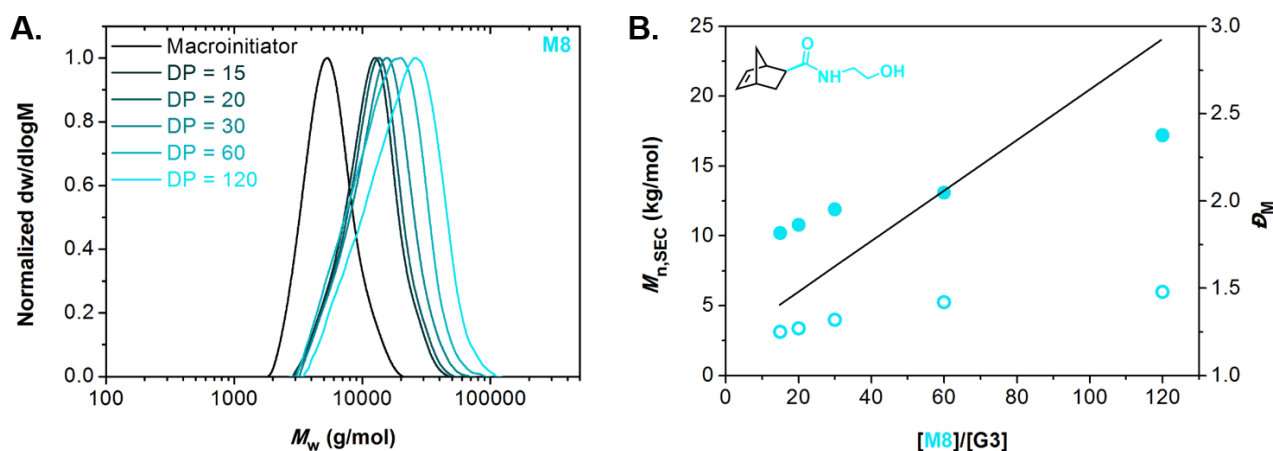 A.
M8
Macroinitiator
DP = 15
DP = 20
DP = 30
DP = 60
DP = 120
Normalized dw/dlogM
1.0
0.8
0.6
0.4
0.2
0.0
100
1000
10000
100000
Mw (g/mol)
B.
O
NH
OH
Mn,SEC (kg/mol)
25
20
15
10
5
0
0
20
40
60
80
100
120
[M8]/[G3]
3.0
2.5
2.0
1.5
1.0
ĐM